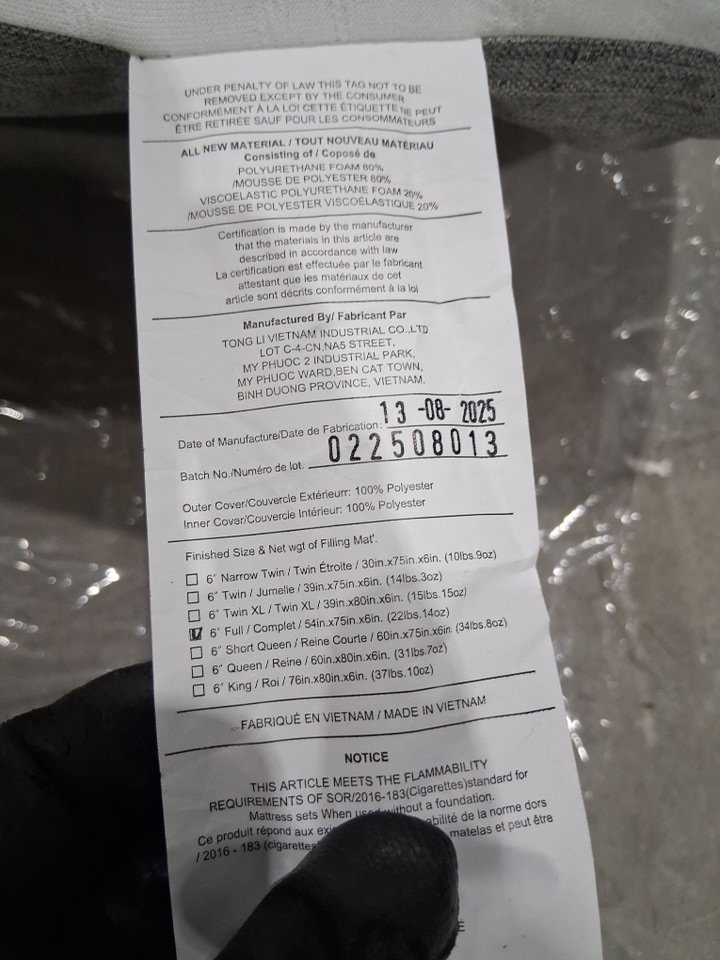 UNDER PENALTY OF LAW THIS TAG NOT TO BE
REMOVED EXCEPT BY THE CONSUMER
CONFORMÉMENT À LA LOI CETTE ÉTIQUETTE NE PEUT
ÊTRE RETIRÉE SAUF POUR LES CONSOMMATEURS
ALL NEW MATERIAL / TOUT NOUVEAU MATÉRIAU
Consisting of / Coposé de
POLYURETHANE FOAM 80%
/MOUSSE DE POLYESTER 80%
VISCOELASTIC POLYURETHANE FOAM 20%
/MOUSSE DE POLYESTER VISCOÉLASTIQUE 20%
Certification is made by the manufacturer
that the materials in this article are
described in accordance with law
La certification est effectuée par le fabricant
attestant que les matériaux de cet
article sont décrits conformément à la loi
Manufactured By/ Fabricant Par
TONG LI VIETNAM INDUSTRIAL CO.,LTD
LOT C-4-CN,NA5 STREET,
MY PHUOC 2 INDUSTRIAL PARK,
MY PHUOC WARD,BEN CAT TOWN,
BINH DUONG PROVINCE, VIETNAM.
Date of Manufacture/Date de Fabrication: 13 -08- 2025
Batch No./Numéro de lot. 022508013
Outer Cover/Couvercle Extérieurr: 100% Polyester
Inner Cover/Couvercle Intérieur: 100% Polyester
Finished Size & Net wgt of Filling Mat'.
6" Narrow Twin / Twin Étroite / 30in.x75in.x6in. (10lbs.9oz)
6" Twin / Jumelle / 39in.x75in.x6in. (14lbs.3oz)
6" Twin XL / Twin XL / 39in.x80in.x6in. (15lbs.15oz)
6" Full / Complet / 54in.x75in.x6in. (22lbs.14oz)
6" Short Queen / Reine Courte / 60in.x75in.x6in. (34lbs.8oz)
6" Queen / Reine / 60in.x80in.x6in. (31lbs.7oz)
6" King / Roi / 76in.x80in.x6in. (37lbs.10oz)
FABRIQUÉ EN VIETNAM / MADE IN VIETNAM
NOTICE
THIS ARTICLE MEETS THE FLAMMABILITY
REQUIREMENTS OF SOR/2016-183(Cigarettes)standard for
Mattress sets When used without a foundation.
Ce produit répond aux abilité de la norme dors
/ 2016 - 183 (cigarettes matelas et peut être